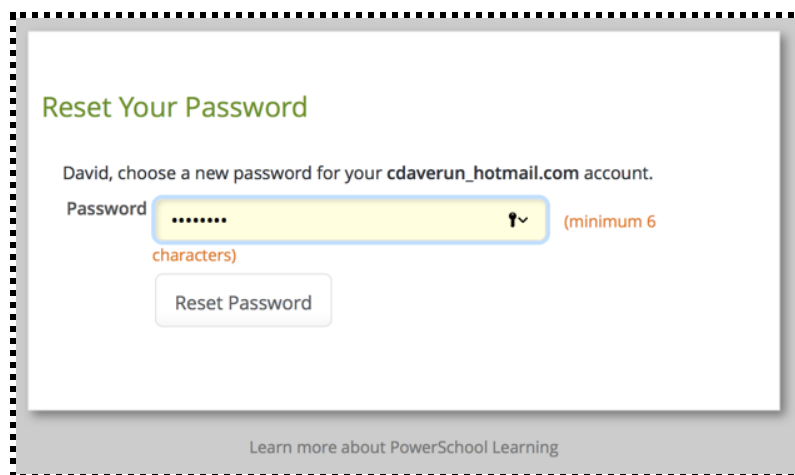 Reset Your Password
David, choose a new password for your cdaverun_hotmail.com account.
Password •••••••• (minimum 6
characters)
Reset Password
Learn more about PowerSchool Learning